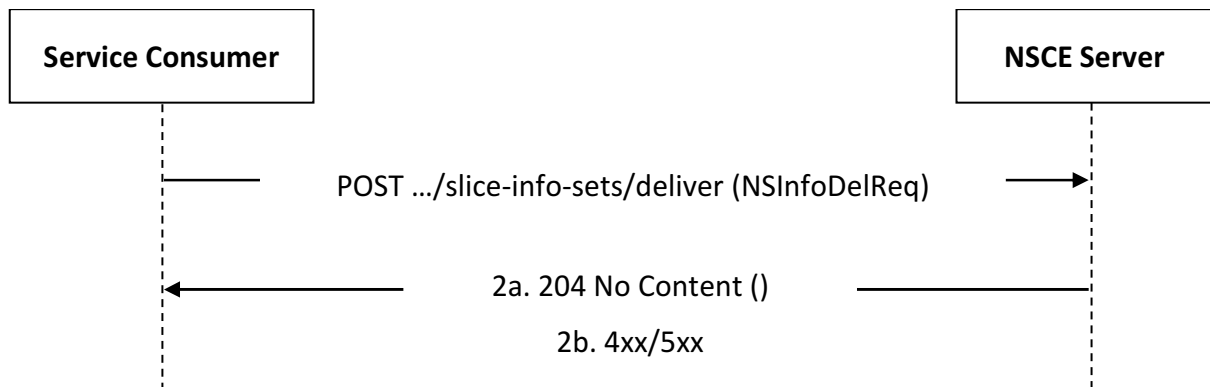 Service Consumer
NSCE Server
POST .../slice-info-sets/deliver (NSInfoDelReq)
2a. 204 No Content ()
2b. 4xx/5xx